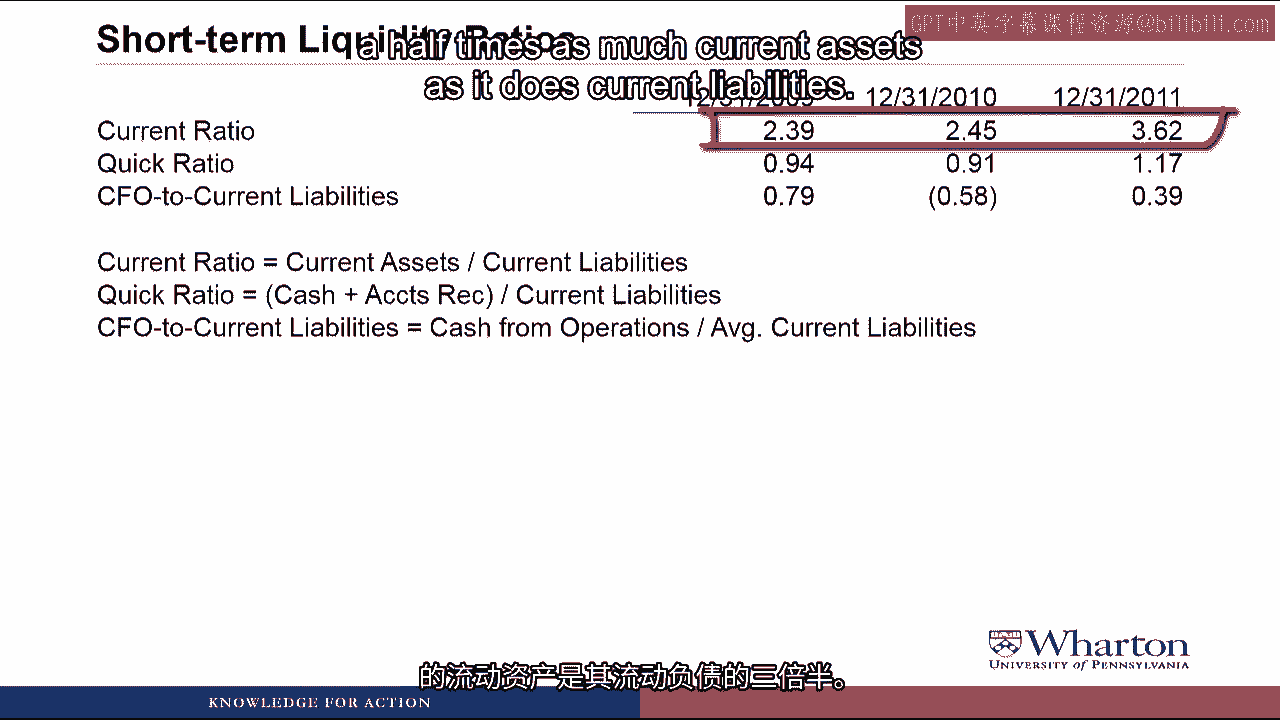 GPT中英字幕课程资源@bilibili.com
Short-term Liquidity Ratios
a half times as much current assets
as it does current liabilities.
12/31/2009 12/31/2010 12/31/2011
Current Ratio 2.39 2.45 3.62
Quick Ratio 0.94 0.91 1.17
CFO-to-Current Liabilities 0.79 (0.58) 0.39
Current Ratio = Current Assets / Current Liabilities
Quick Ratio = (Cash + Accts Rec) / Current Liabilities
CFO-to-Current Liabilities = Cash from Operations / Avg. Current Liabilities
Wharton
UNIVERSITY of PENNSYLVANIA
的流动资产是其流动负债的三倍半。
KNOWLEDGE FOR ACTION